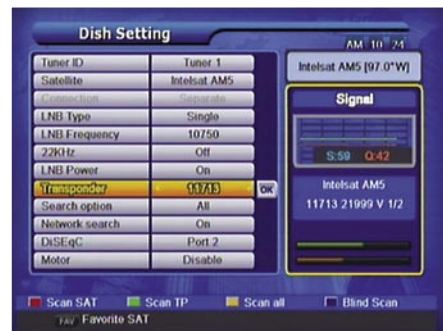 Dish Setting
AM 10 24
Tuner ID Tuner 1
Satellite Intelsat AM5
Connection Separate
LNB Type Single
LNB Frequency 10750
22KHz Off
LNB Power On
Transponder 11713 OK
Search option All
Network search On
DiSEqC Port 2
Motor Disable
Intelsat AM5 [97.0°W]
Signal
S:59 Q:42
Intelsat AM5
11713 21999 V 1/2
Scan SAT Scan TP Scan all Blind Scan
FAV Favorite SAT